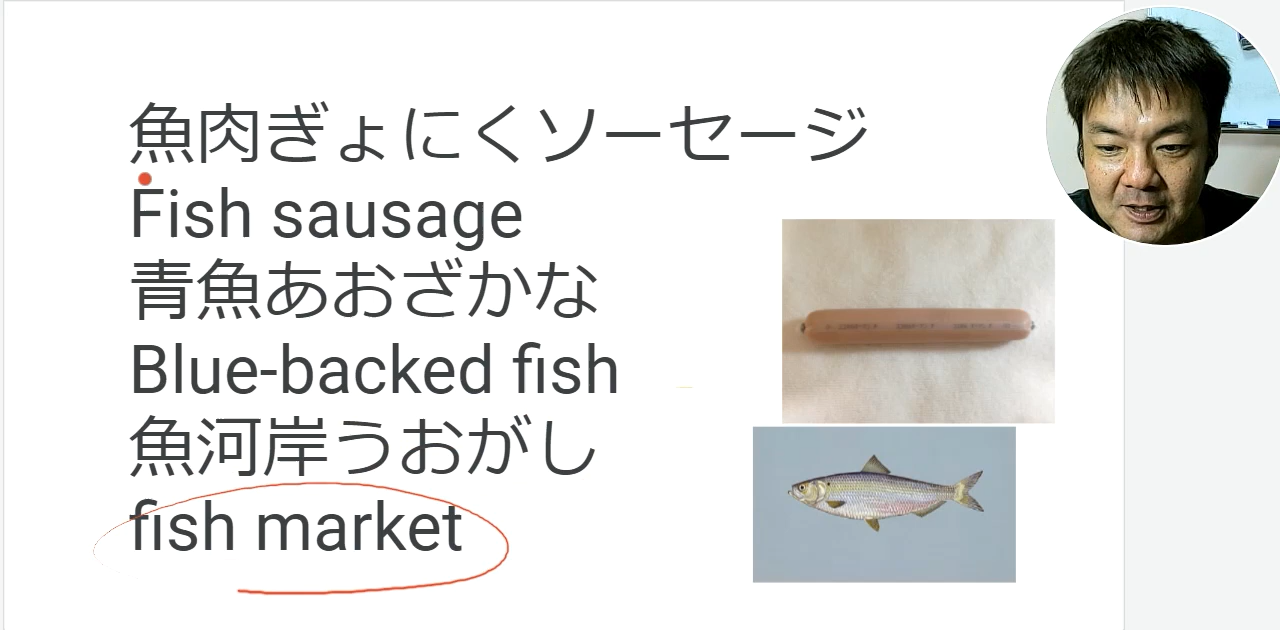 魚肉ぎょにくソーセージ
Fish sausage
青魚あおざかな
Blue-backed fish
魚河岸うおがし
fish market